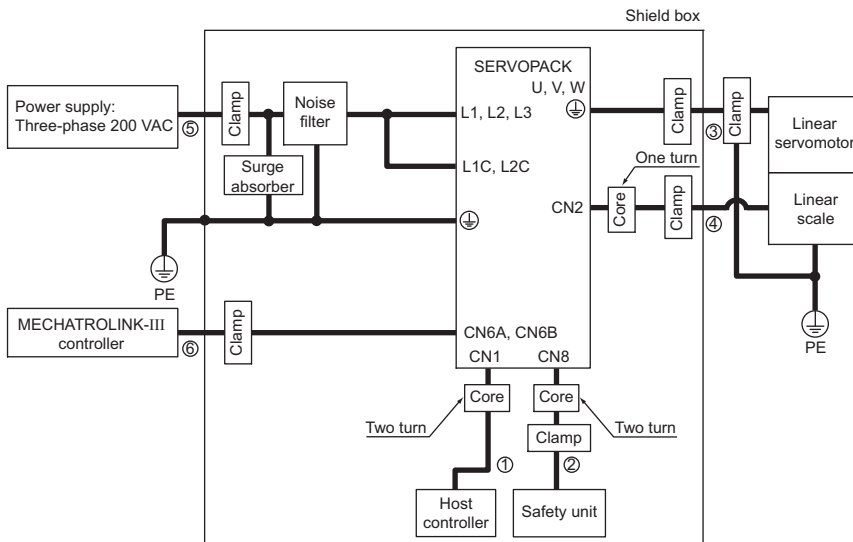 Shield box
SERVOPACK
U, V, W
Power supply:
Three-phase 200 VAC
⑤
Clamp
Noise
filter
L1, L2, L3
Clamp
③
Clamp
Linear
servomotor
Surge
absorber
L1C, L2C
One turn
CN2
Core
Clamp
④
Linear
scale
PE
MECHATROLINK-III
controller
⑥
Clamp
CN6A, CN6B
PE
CN1
CN8
Two turn
Core
Core
Two turn
Clamp
①
②
Host
controller
Safety unit